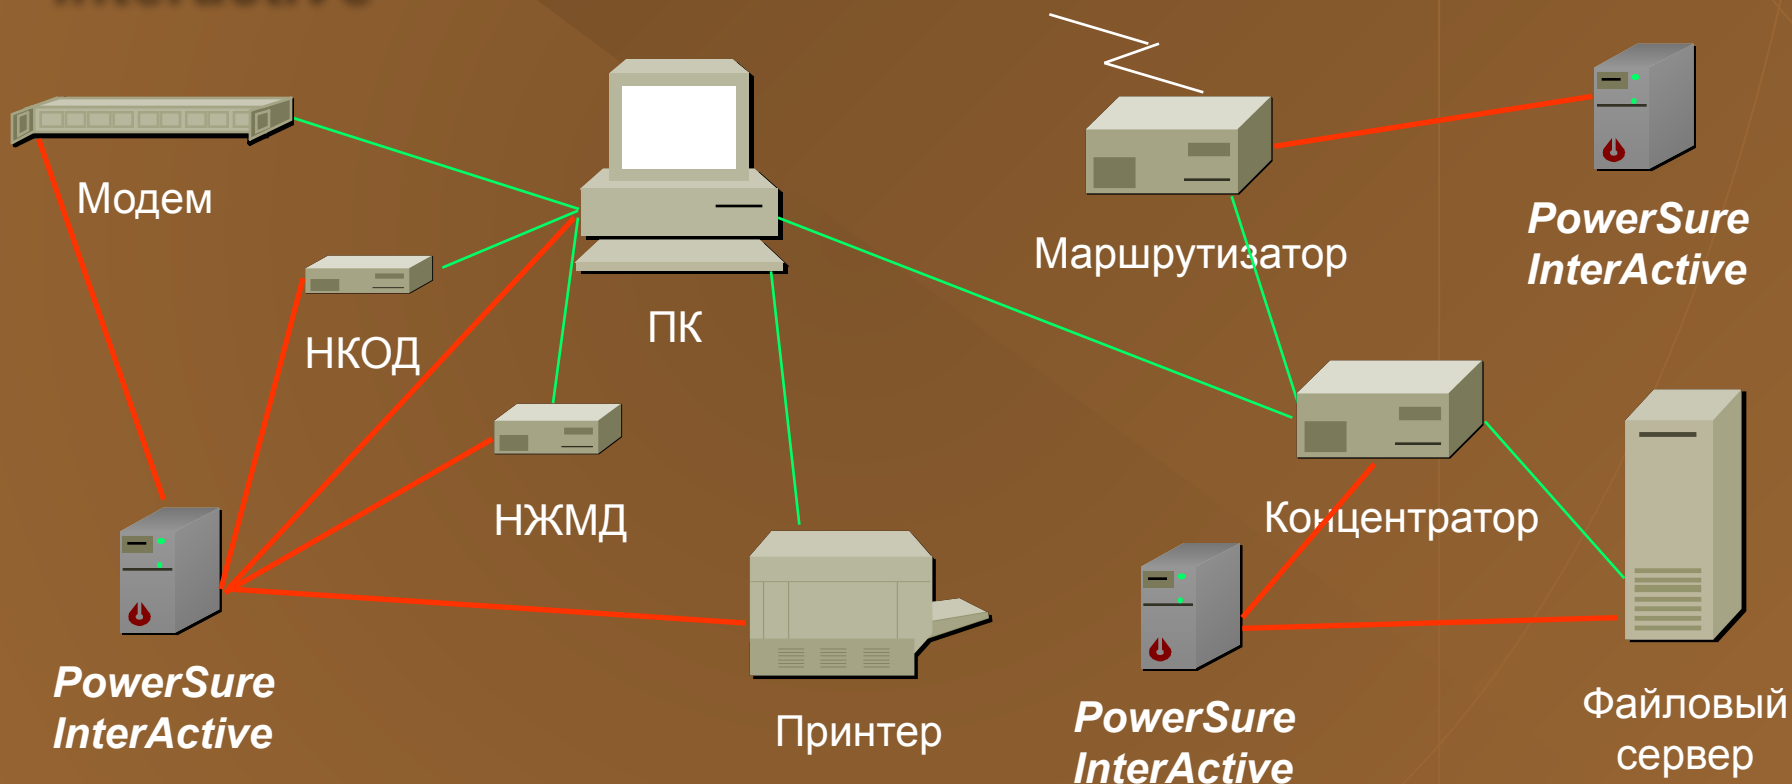 Модем
НКОД
ПК
НЖМД
Принтер
PowerSure
InterActive
Маршрутизатор
PowerSure
InterActive
Концентратор
PowerSure
InterActive
Файловый
сервер